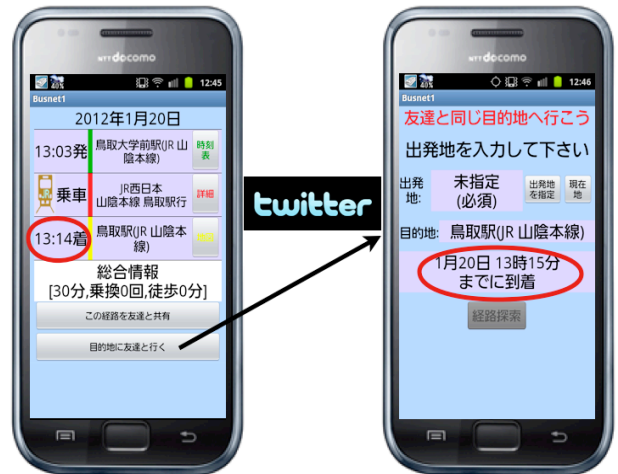 NTT docomo
40% 12:45
Busnet1
2012年1月20日
13:03発 鳥取大学前駅(JR 山
陰本線) 時刻
表
乗車 JR西日本
山陰本線 鳥取駅行 詳細
13:14着 鳥取駅(JR 山陰本
線)
総合情報
[30分,乗換0回,徒歩0分]
この経路を友達と共有
目的地に友達と行く
twitter
NTT docomo
40% 12:46
Busnet1
友達と同じ目的地へ行こう
出発地を入力して下さい
出発
地: 未指定
(必須) 出発地
を指定 現在
地
目的地: 鳥取駅(JR 山陰本線)
1月20日 13時15分
までに到着
経路探索